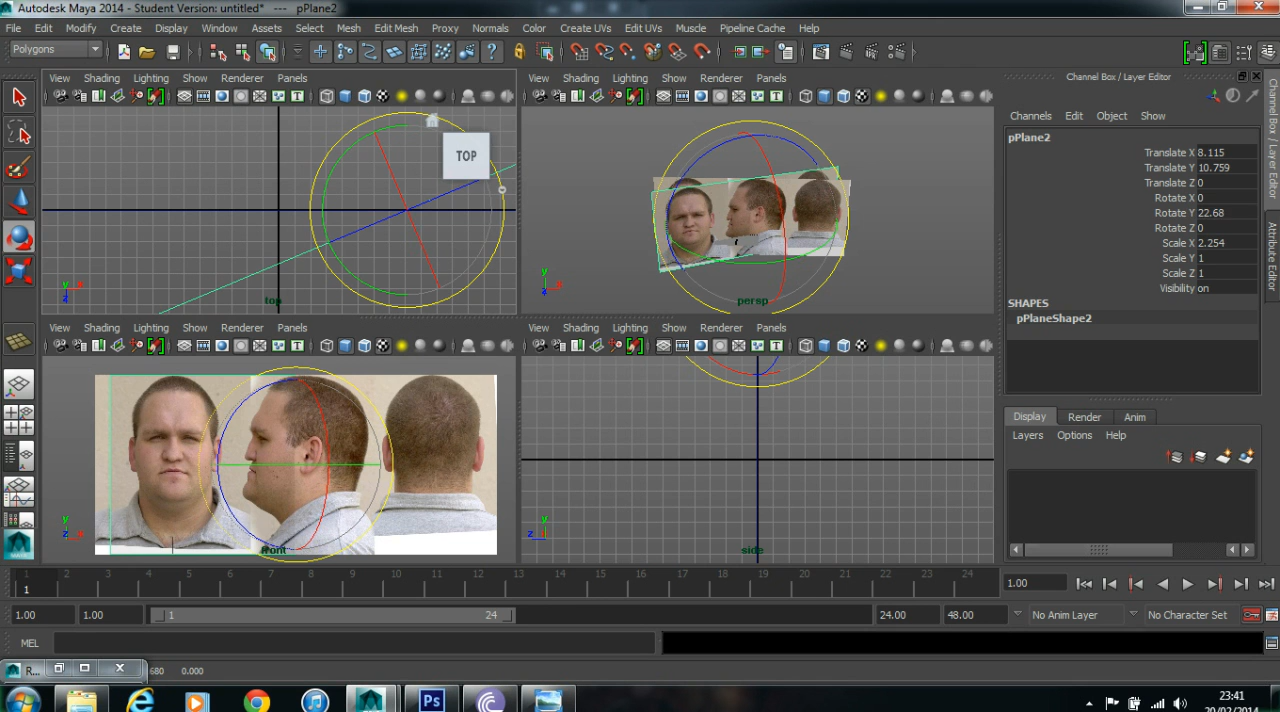 Autodesk Maya 2014 - Student Version: untitled* --- pPlane2
File Edit Modify Create Display Window Assets Select Mesh Edit Mesh Proxy Normals Color Create UVs Edit UVs Muscle Pipeline Cache Help
Polygons
View Shading Lighting Show Renderer Panels
View Shading Lighting Show Renderer Panels
TOP
top
persp
y
x
z
y
x
z
View Shading Lighting Show Renderer Panels
View Shading Lighting Show Renderer Panels
front
side
y
z x
y
z
Channel Box / Layer Editor
Channels Edit Object Show
pPlane2
Translate X 8.115
Translate Y 10.759
Translate Z 0
Rotate X 0
Rotate Y 22.68
Rotate Z 0
Scale X 2.254
Scale Y 1
Scale Z 1
Visibility on
SHAPES
pPlaneShape2
Channel Box / Layer Editor
Attribute Editor
Display Render Anim
Layers Options Help
1 2 3 4 5 6 7 8 9 10 11 12 13 14 15 16 17 18 19 20 21 22 23 24
1
1.00
1.00 1.00 1 24 24.00 48.00 No Anim Layer No Character Set
MEL
R... 680 0.000
Ps
23:41
20/02/2014